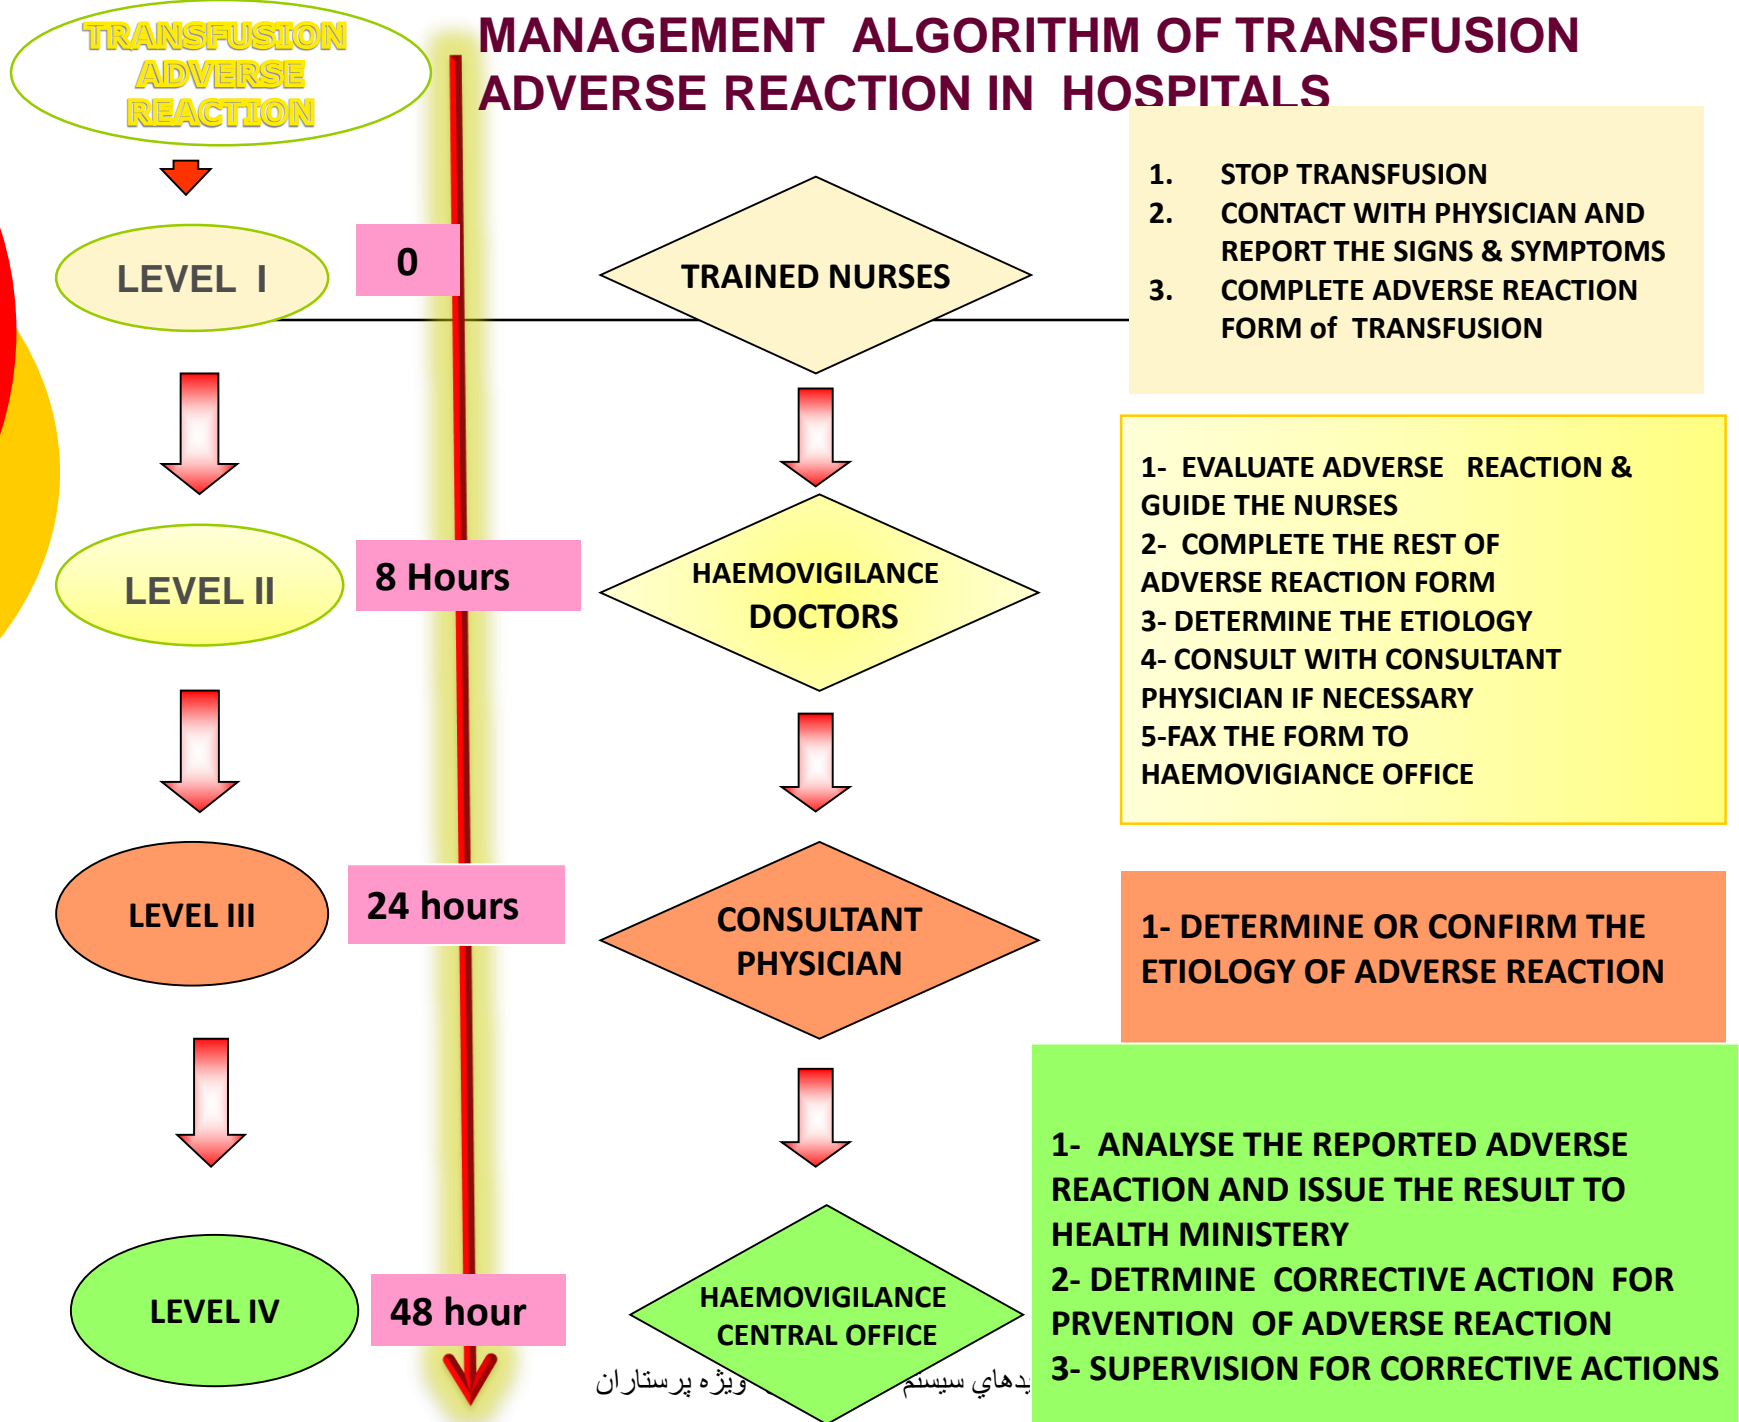 TRANSFUSION
ADVERSE
REACTION
MANAGEMENT ALGORITHM OF TRANSFUSION
ADVERSE REACTION IN HOSPITALS
LEVEL I
0
TRAINED NURSES
1. STOP TRANSFUSION
2. CONTACT WITH PHYSICIAN AND
REPORT THE SIGNS & SYMPTOMS
3. COMPLETE ADVERSE REACTION
FORM of TRANSFUSION
LEVEL II
8 Hours
HAEMOVIGILANCE
DOCTORS
1- EVALUATE ADVERSE REACTION &
GUIDE THE NURSES
2- COMPLETE THE REST OF
ADVERSE REACTION FORM
3- DETERMINE THE ETIOLOGY
4- CONSULT WITH CONSULTANT
PHYSICIAN IF NECESSARY
5-FAX THE FORM TO
HAEMOVIGIANCE OFFICE
LEVEL III
24 hours
CONSULTANT
PHYSICIAN
1- DETERMINE OR CONFIRM THE
ETIOLOGY OF ADVERSE REACTION
LEVEL IV
48 hour
HAEMOVIGILANCE
CENTRAL OFFICE
1- ANALYSE THE REPORTED ADVERSE
REACTION AND ISSUE THE RESULT TO
HEALTH MINISTERY
2- DETRMINE CORRECTIVE ACTION FOR
PRVENTION OF ADVERSE REACTION
3- SUPERVISION FOR CORRECTIVE ACTIONS
سيستم ويژه پرستاران